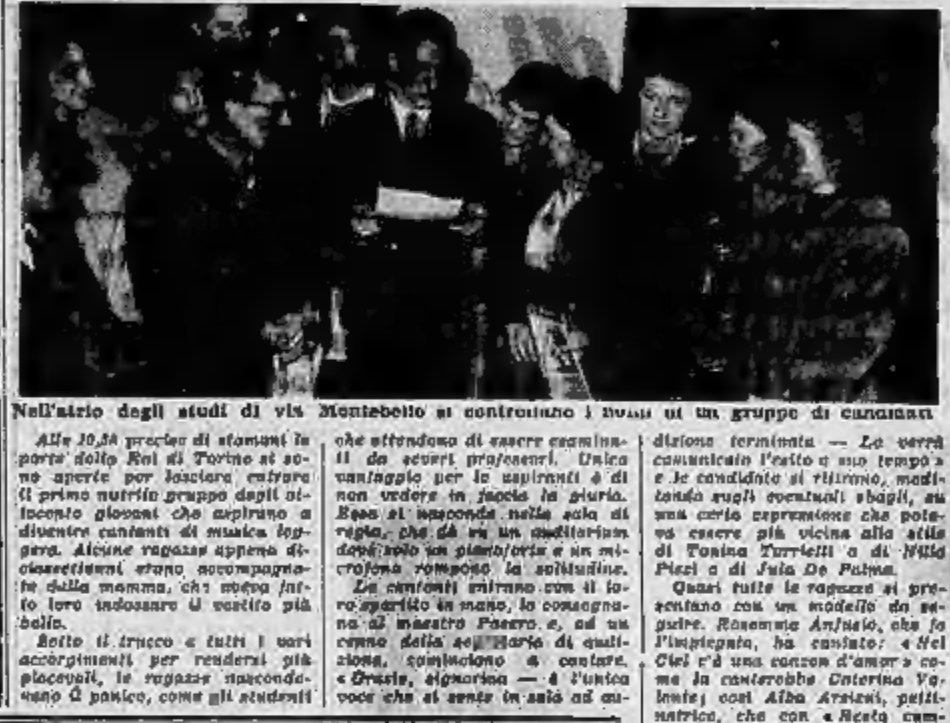 Nell'atrio degli studi di via Montebello si controllano i nomi di un gruppo di candidati
Alle 10,30 precise di stamani le
porte della Rai di Torino si so-
no aperte per lasciare entrare
il primo nutrito gruppo degli
giovani che aspirano a
diventre cantanti di musica leg-
gera. Alcune ragazze appena di-
ciassettenni erano accompagna-
te dalla mamma, che aveva fat-
to loro indossare il vestito più
bello.
Sotto il trucco e tutti i vari
accorgimenti per rendersi più
piacevoli, le ragazze nasconde-
vano il panico, come gli studenti
che attendono di essere esamina-
ti da severi professori. Unico
vantaggio per le aspiranti è di
non vedere in faccia la giuria.
Essa si nasconde nella sala di
regia, che dà su un auditorium
dove solo un pianoforte e un mi-
crofono rompono la solitudine.
Le cantanti entrano con il lo-
ro spartito in mano, lo consegna-
no al maestro Pasero e, ad un
cenno della di
cominciano a cantare.
« Grazie, signorina — è l'unica
voce che si sente in sala ad au-
dizione terminata — Le verrà
comunicato l'esito a suo tempo »
e le candidate si ritirano, medi-
tando sugli eventuali sbagli, su
una certa espressione che pote-
va essere più vicina allo stile
di Tonina Torrielli o di Nilla
Pizzi o di Jula De Palma.
Quasi tutte le ragazze si pre-
sentano con un modello da se-
guire. Rosanna che fa
l'impiegata, ha cantato: « Nel
Ciel c'è una canzon d'amor » co-
me la canterebbe Caterina Va-
lente; così Alba petti-
natrice, che con « Resta